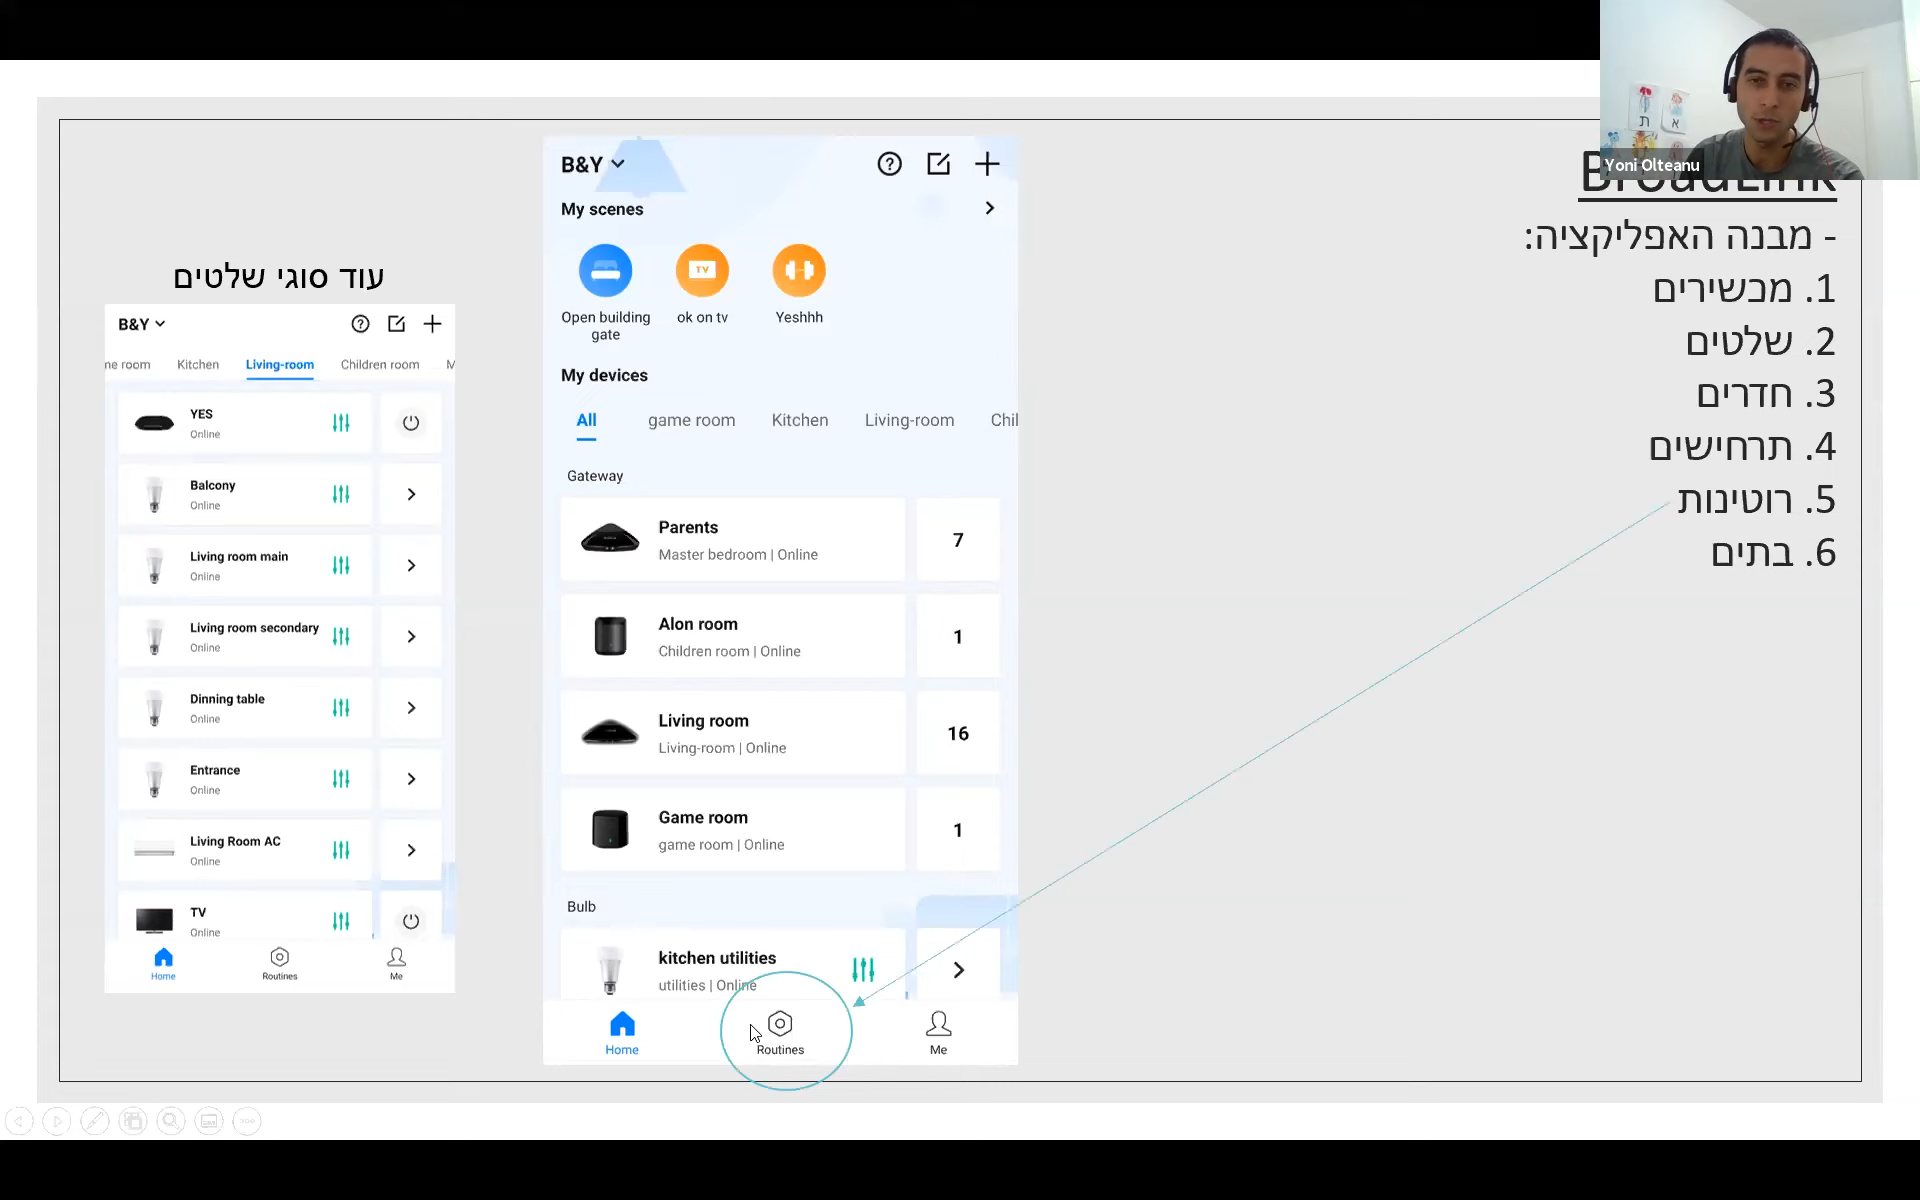 Yoni Olteanu
ת
א
BroadLink
- מבנה האפליקציה:
1. מכשירים
2. שלטים
3. חדרים
4. תרחישים
5. רוטינות
6. בתים
B&Y
My scenes
Open building
gate
ok on tv
TV
Yeshhh
My devices
All
game room
Kitchen
Living-room
Chil
Gateway
Parents
Master bedroom | Online
7
Alon room
Children room | Online
1
Living room
Living-room | Online
16
Game room
game room | Online
1
Bulb
kitchen utilities
utilities | Online
Home
Routines
Me
עוד סוגי שלטים
B&Y
me room
Kitchen
Living-room
Children room
M
YES
Online
Balcony
Online
Living room main
Online
Living room secondary
Online
Dinning table
Online
Entrance
Online
Living Room AC
Online
TV
Online
Home
Routines
Me